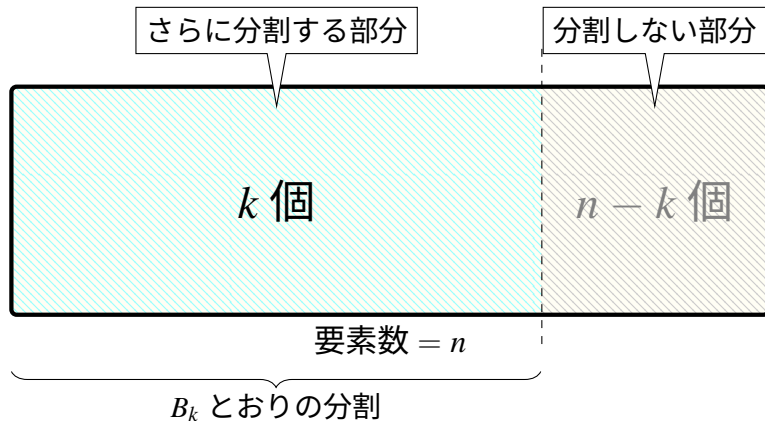 さらに分割する部分
分割しない部分
k 個
n − k 個
要素数 = n
B_k とおりの分割